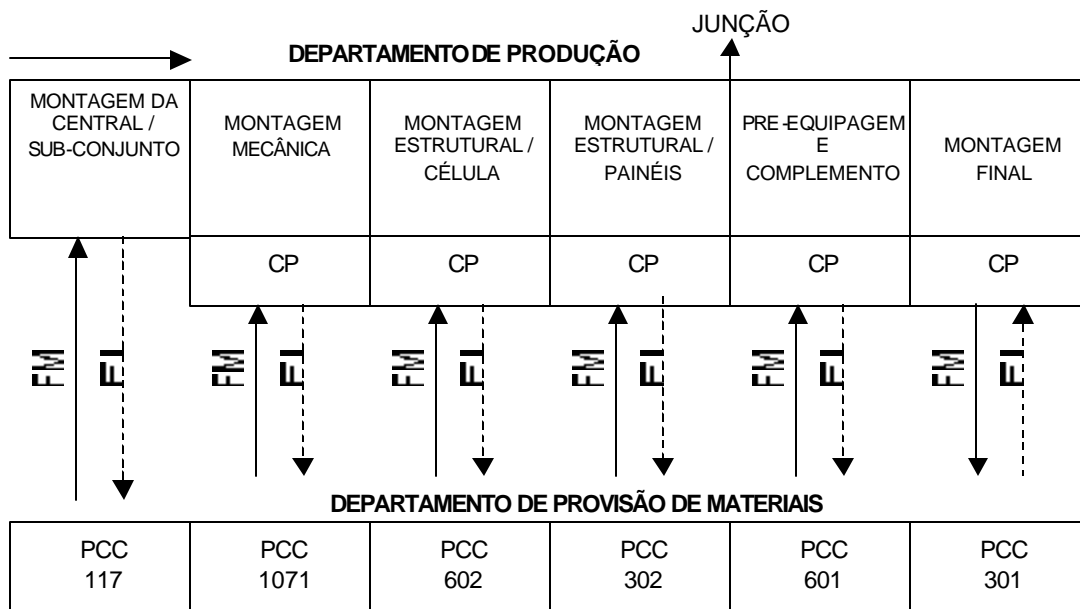 JUNÇÃO
DEPARTAMENTO DE PRODUÇÃO
MONTAGEM DA
CENTRAL /
SUB-CONJUNTO
MONTAGEM
MECÂNICA
MONTAGEM
ESTRUTURAL /
CÉLULA
MONTAGEM
ESTRUTURAL /
PAINÉIS
PRE-EQUIPAGEM
E
COMPLEMENTO
MONTAGEM
FINAL
CP
CP
CP
CP
CP
FM
FI
FM
FI
FM
FI
FM
FI
FM
FI
FM
FI
DEPARTAMENTO DE PROVISÃO DE MATERIAIS
PCC
117
PCC
1071
PCC
602
PCC
302
PCC
601
PCC
301